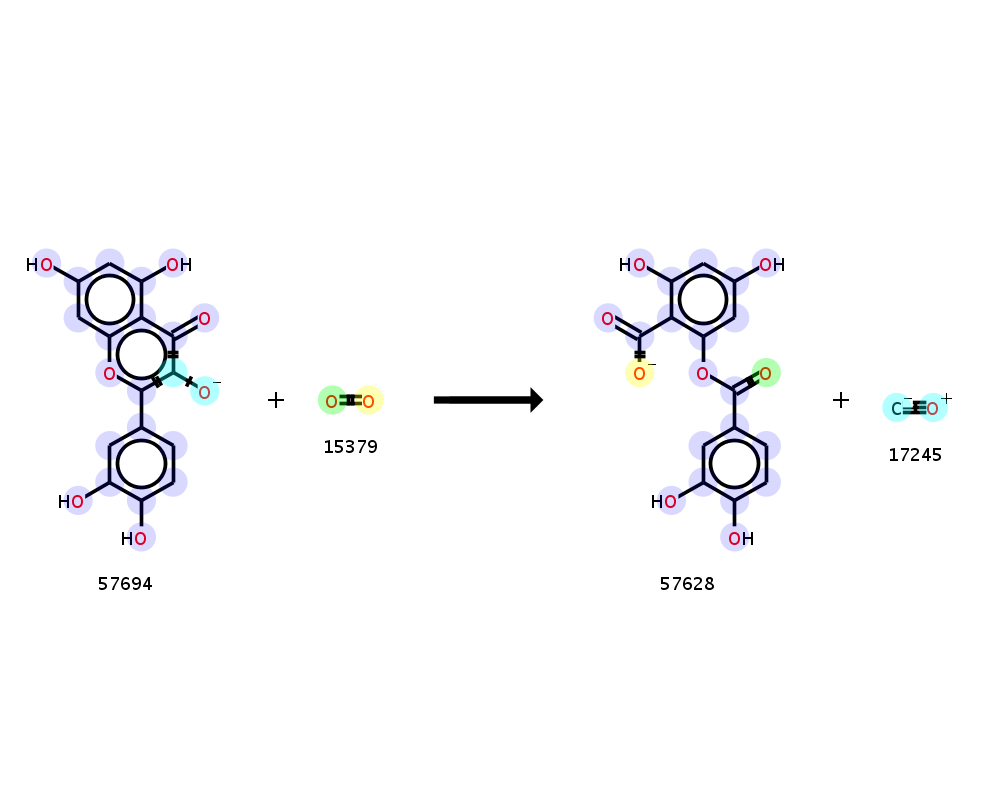 HO OH HO OH
O O
O O⁻ O⁻ O O
O O + → + C⁻ O⁺
15379 17245
HO HO
HO OH
57694 57628